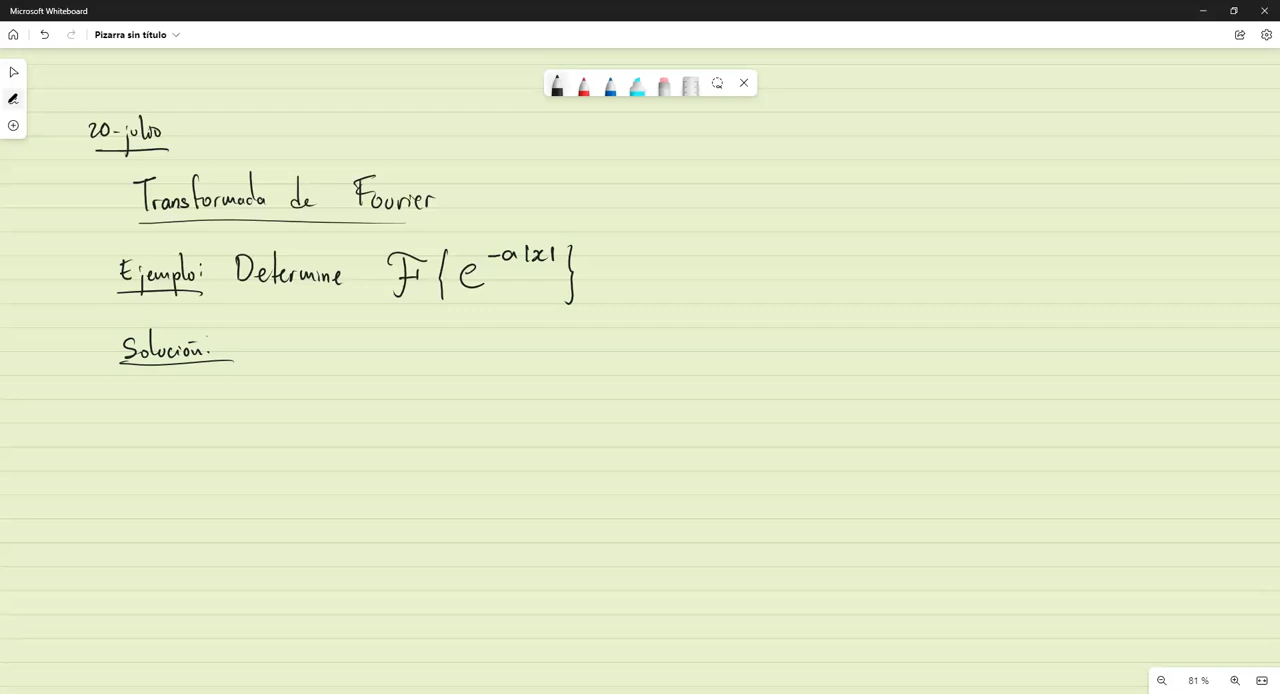 Microsoft Whiteboard
Pizarra sin título
20-julio
Transformada de Fourier
Ejemplo: Determine ℱ{e^{-a|x|}}
Solución:
81 %